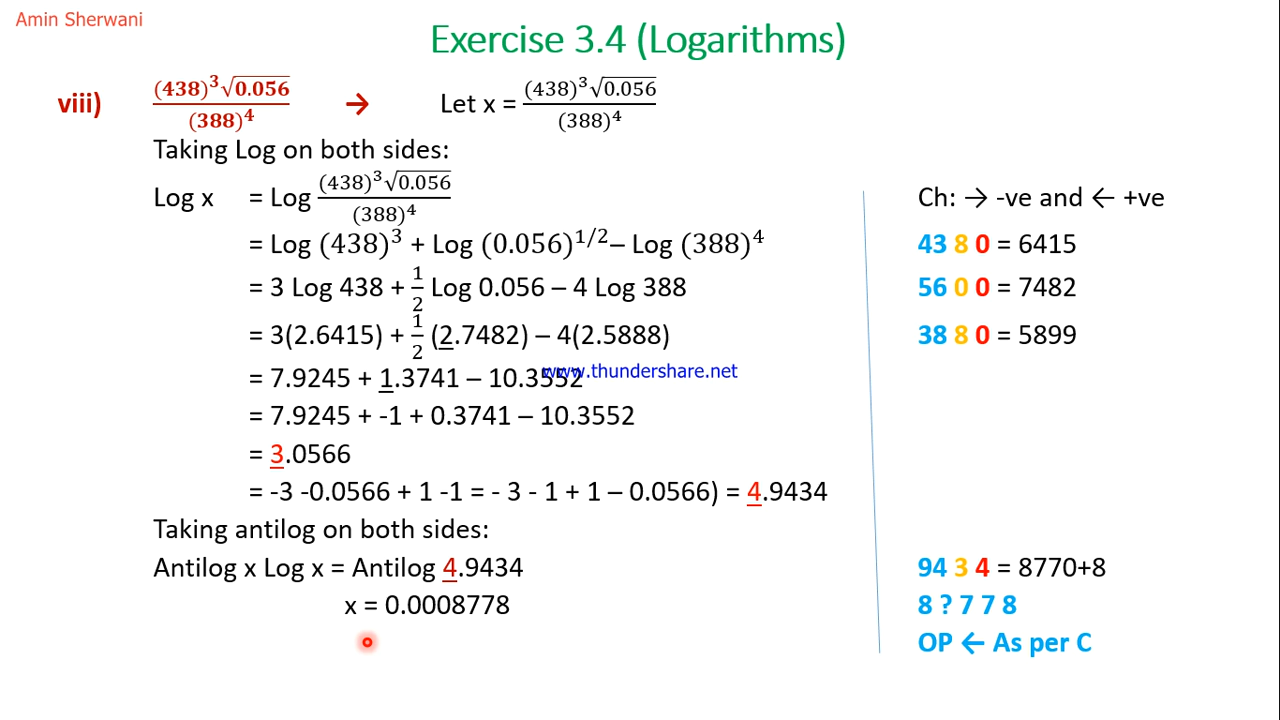 Amin Sherwani
Exercise 3.4 (Logarithms)
viii) (438)³√0.056 / (388)⁴ → Let x = (438)³√0.056 / (388)⁴
Taking Log on both sides:
Log x = Log (438)³√0.056 / (388)⁴
Ch: → -ve and ← +ve
= Log (438)³ + Log (0.056)^1/2 – Log (388)⁴
43 8 0 = 6415
= 3 Log 438 + 1/2 Log 0.056 – 4 Log 388
56 0 0 = 7482
= 3(2.6415) + 1/2 (2̲.7482) – 4(2.5888)
38 8 0 = 5899
= 7.9245 + 1̲.3741 – 10.3552
www.thundershare.net
= 7.9245 + -1 + 0.3741 – 10.3552
= 3̲.0566
= -3 -0.0566 + 1 -1 = - 3 - 1 + 1 – 0.0566) = 4̲.9434
Taking antilog on both sides:
Antilog x Log x = Antilog 4̲.9434
94 3 4 = 8770+8
x = 0.0008778
8 ? 7 7 8
OP ← As per C